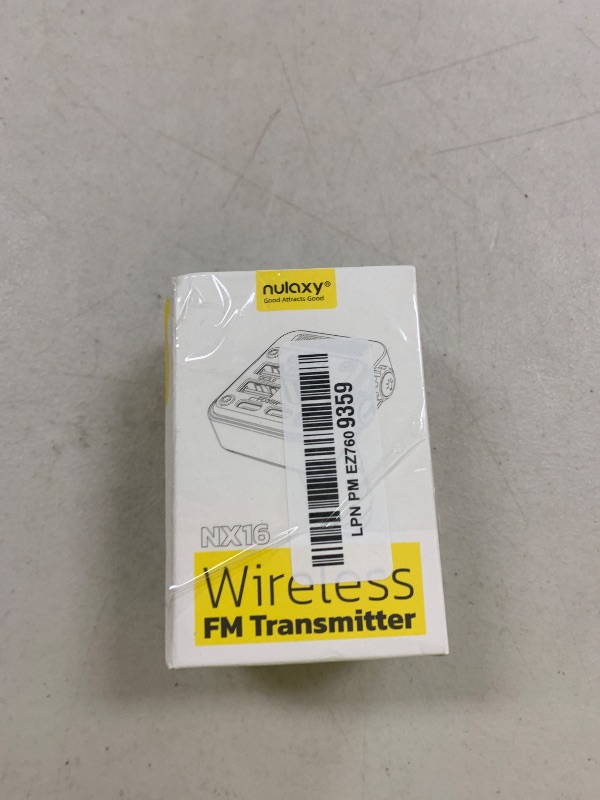 nulaxy®
Good Attracts Good
LPN PM EZ760 9359
NX16
Wireless
FM Transmitter